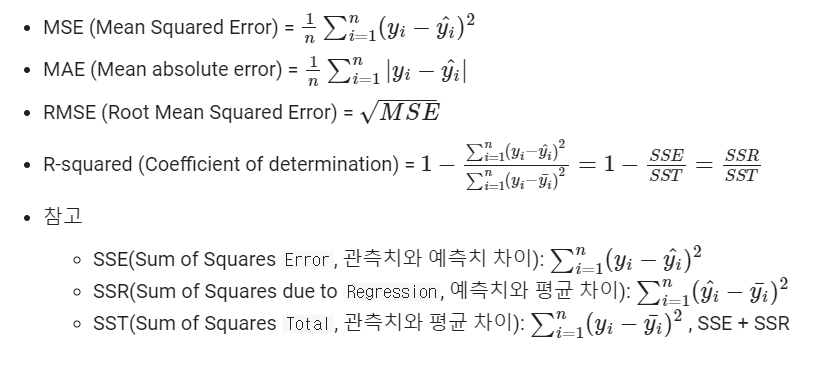 • MSE (Mean Squared Error) = $\frac{1}{n}\sum_{i=1}^{n}(y_i - \hat{y_i})^2$
• MAE (Mean absolute error) = $\frac{1}{n}\sum_{i=1}^{n}|y_i - \hat{y_i}|$
• RMSE (Root Mean Squared Error) = $\sqrt{MSE}$
• R-squared (Coefficient of determination) = $1 - \frac{\sum_{i=1}^{n}(y_i - \hat{y_i})^2}{\sum_{i=1}^{n}(y_i - \bar{y_i})^2} = 1 - \frac{SSE}{SST} = \frac{SSR}{SST}$
• 참고
◦ SSE(Sum of Squares Error, 관측치와 예측치 차이): $\sum_{i=1}^{n}(y_i - \hat{y_i})^2$
◦ SSR(Sum of Squares due to Regression, 예측치와 평균 차이): $\sum_{i=1}^{n}(\hat{y_i} - \bar{y_i})^2$
◦ SST(Sum of Squares Total, 관측치와 평균 차이): $\sum_{i=1}^{n}(y_i - \bar{y_i})^2$ , SSE + SSR